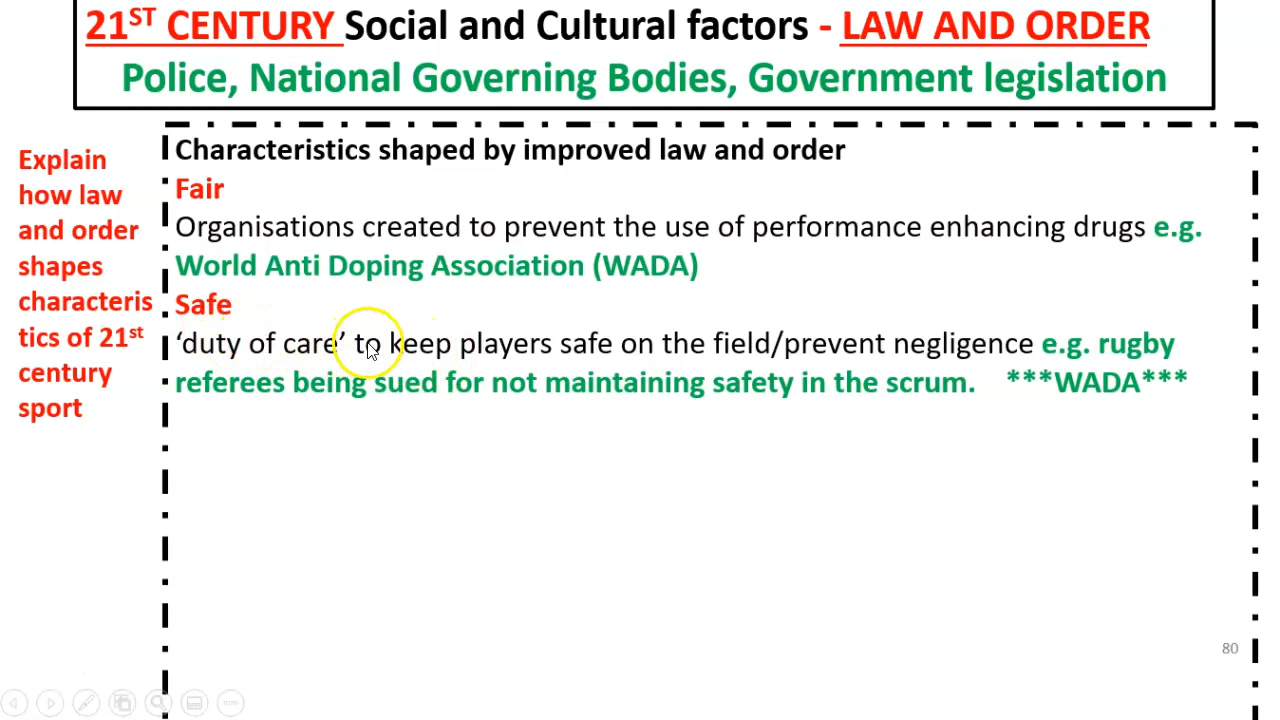 21ST CENTURY Social and Cultural factors - LAW AND ORDER
Police, National Governing Bodies, Government legislation
Explain
how law
and order
shapes
characteris
tics of 21st
century
sport
Characteristics shaped by improved law and order
Fair
Organisations created to prevent the use of performance enhancing drugs e.g.
World Anti Doping Association (WADA)
Safe
‘duty of care’ to keep players safe on the field/prevent negligence e.g. rugby
referees being sued for not maintaining safety in the scrum. ***WADA***
80